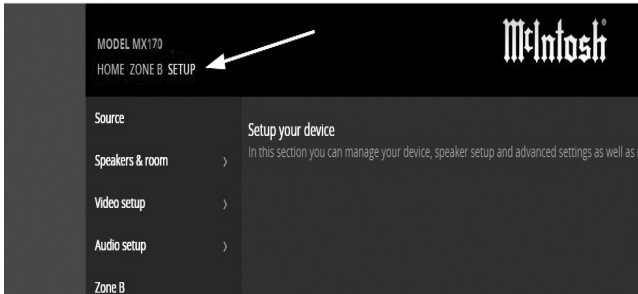 MODEL MX170
McIntosh
HOME ZONE B SETUP
Source
Setup your device
In this section you can manage your device, speaker setup and advanced settings as well as
Speakers & room
Video setup
Audio setup
Zone B